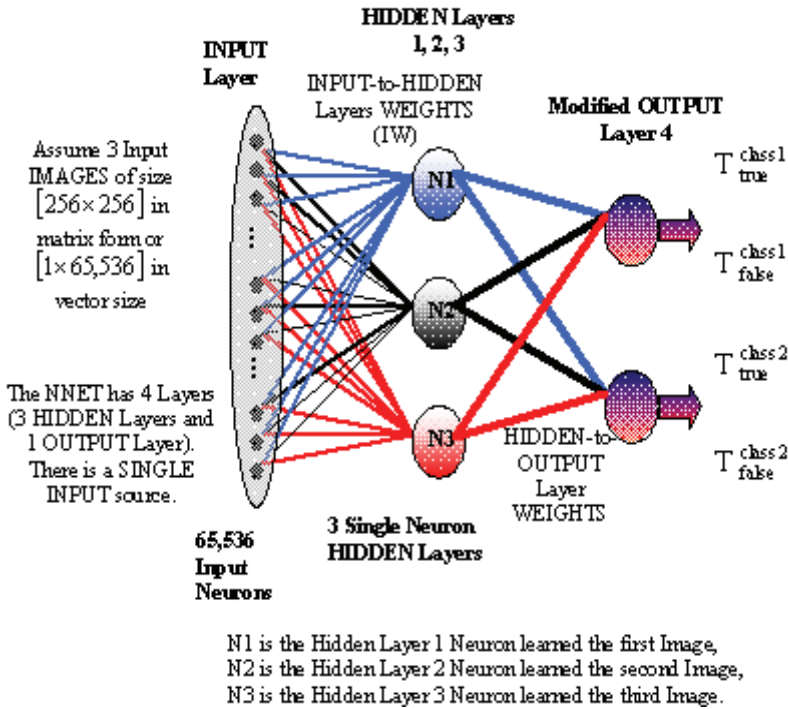 HIDDEN Layers
1, 2, 3
INPUT
Layer
INPUT-to-HIDDEN
Layers WEIGHTS
(IW)
Modified OUTPUT
Layer 4
Assume 3 Input
IMAGES of size
[256×256] in
matrix form or
[1×65,536] in
vector size
N1
N2
N3
T class1 true
T class1 false
T class2 true
T class2 false
The NNET has 4 Layers
(3 HIDDEN Layers and
1 OUTPUT Layer).
There is a SINGLE
INPUT source.
HIDDEN-to-
OUTPUT
Layer
WEIGHTS
65,536
Input
Neurons
3 Single Neuron
HIDDEN Layers
N1 is the Hidden Layer 1 Neuron learned the first Image,
N2 is the Hidden Layer 2 Neuron learned the second Image,
N3 is the Hidden Layer 3 Neuron learned the third Image.